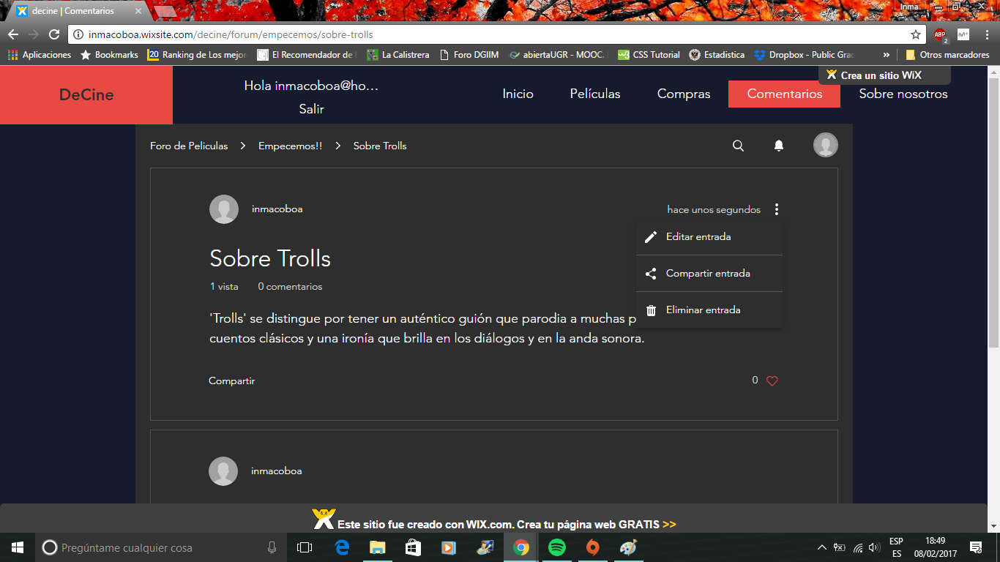 decine | Comentarios
Inma
inmacoboa.wixsite.com/decine/forum/empecemos/sobre-trolls
ABP
2
Aplicaciones
Bookmarks
20
Ranking de Los mejor
El Recomendador de
La Calistrera
Foro DGIIM
abiertaUGR - MOOC.
w3
CSS Tutorial
Estadistica
Dropbox - Public Grac
»
Otros marcadores
DeCine
Hola inmacoboa@ho...
Salir
Inicio
Películas
Compras
Comentarios
Sobre nosotros
Crea un sitio WiX
Foro de Peliculas
Empecemos!!
Sobre Trolls
inmacoboa
hace unos segundos
Editar entrada
Compartir entrada
Eliminar entrada
Sobre Trolls
1 vista
0 comentarios
'Trolls' se distingue por tener un auténtico guión que parodia a muchas p
cuentos clásicos y una ironía que brilla en los diálogos y en la anda sonora.
Compartir
0
inmacoboa
Este sitio fue creado con WIX.com. Crea tu página web GRATIS >>
Pregúntame cualquier cosa
ESP
ES
18:49
08/02/2017